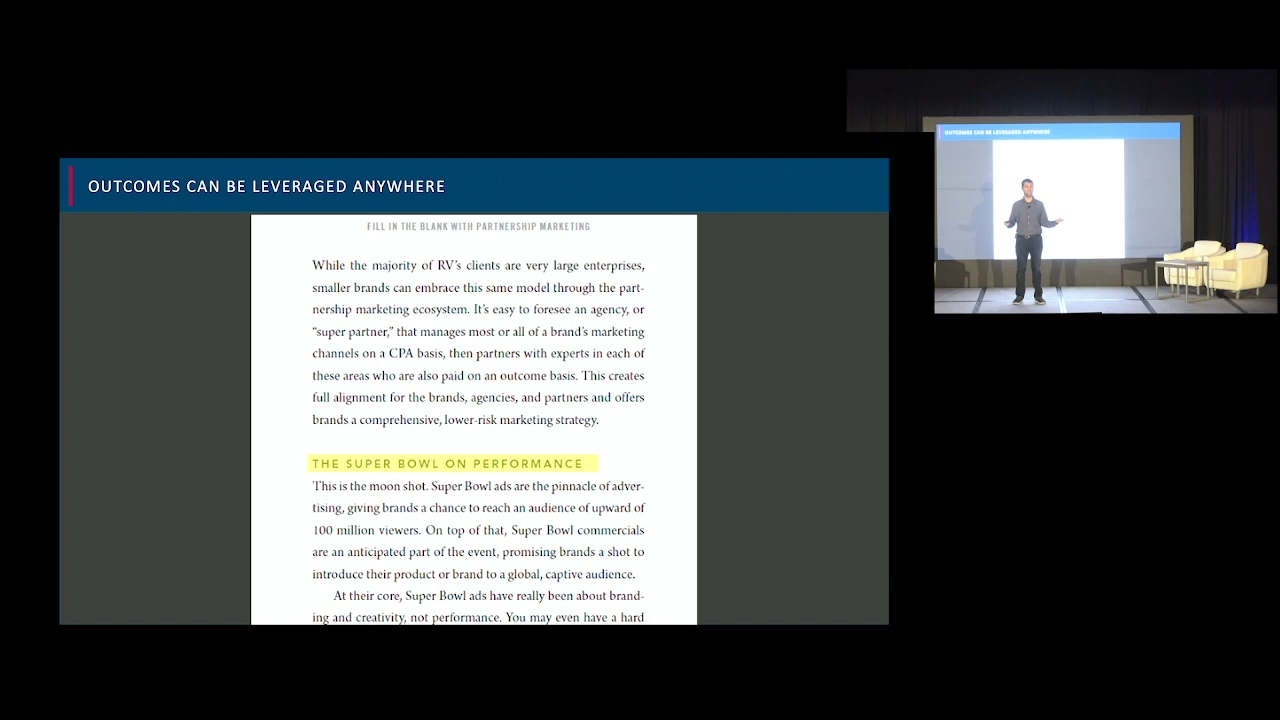 OUTCOMES CAN BE LEVERAGED ANYWHERE
FILL IN THE BLANK WITH PARTNERSHIP MARKETING
While the majority of RV's clients are very large enterprises,
smaller brands can embrace this same model through the part-
nership marketing ecosystem. It's easy to foresee an agency, or
“super partner,” that manages most or all of a brand's marketing
channels on a CPA basis, then partners with experts in each of
these areas who are also paid on an outcome basis. This creates
full alignment for the brands, agencies, and partners and offers
brands a comprehensive, lower-risk marketing strategy.
THE SUPER BOWL ON PERFORMANCE
This is the moon shot. Super Bowl ads are the pinnacle of adver-
tising, giving brands a chance to reach an audience of upward of
100 million viewers. On top of that, Super Bowl commercials
are an anticipated part of the event, promising brands a shot to
introduce their product or brand to a global, captive audience.
At their core, Super Bowl ads have really been about brand-
ing and creativity, not performance. You may even have a hard
OUTCOMES CAN BE LEVERAGED ANYWHERE